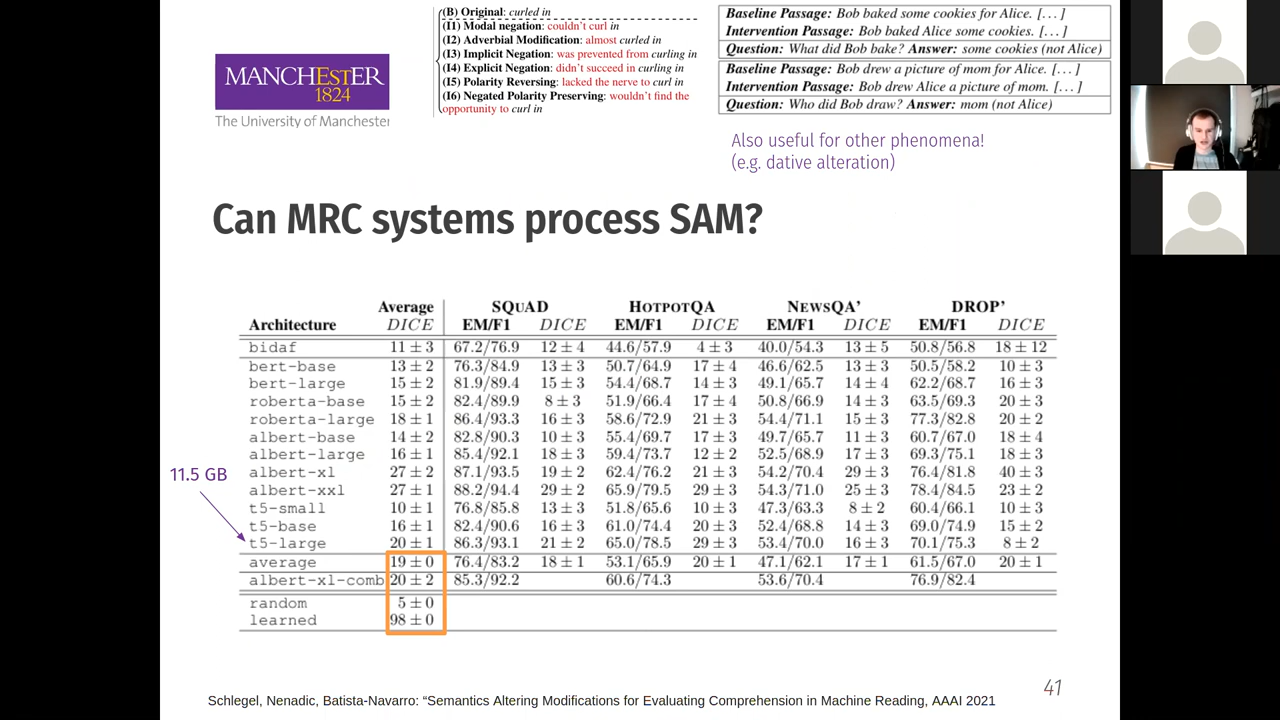 (B) Original: curled in
(I1) Modal negation: couldn't curl in
(I2) Adverbial Modification: almost curled in
(I3) Implicit Negation: was prevented from curling in
(I4) Explicit Negation: didn't succeed in curling in
(I5) Polarity Reversing: lacked the nerve to curl in
(I6) Negated Polarity Preserving: wouldn't find the
opportunity to curl in
Baseline Passage: Bob baked some cookies for Alice. [...]
Intervention Passage: Bob baked Alice some cookies. [...]
Question: What did Bob bake? Answer: some cookies (not Alice)
Baseline Passage: Bob drew a picture of mom for Alice. [...]
Intervention Passage: Bob drew Alice a picture of mom. [...]
Question: Who did Bob draw? Answer: mom (not Alice)
MANCHESTER
1824
The University of Manchester
Also useful for other phenomena!
(e.g. dative alteration)
Can MRC systems process SAM?
Average SQUAD HOTPOTQA NEWSQA' DROP'
Architecture DICE EM/F1 DICE EM/F1 DICE EM/F1 DICE EM/F1 DICE
bidaf 11 ± 3 67.2/76.9 12 ± 4 44.6/57.9 4 ± 3 40.0/54.3 13 ± 5 50.8/56.8 18 ± 12
bert-base 13 ± 2 76.3/84.9 13 ± 3 50.7/64.9 17 ± 4 46.6/62.5 13 ± 3 50.5/58.2 10 ± 3
bert-large 15 ± 2 81.9/89.4 15 ± 3 54.4/68.7 14 ± 3 49.1/65.7 14 ± 4 62.2/68.7 16 ± 3
roberta-base 15 ± 2 82.4/89.9 8 ± 3 51.9/66.4 17 ± 4 50.8/66.9 14 ± 3 63.5/69.3 20 ± 3
roberta-large 18 ± 1 86.4/93.3 16 ± 3 58.6/72.9 21 ± 3 54.4/71.1 15 ± 3 77.3/82.8 20 ± 2
albert-base 14 ± 2 82.8/90.3 10 ± 3 55.4/69.7 17 ± 3 49.7/65.7 11 ± 3 60.7/67.0 18 ± 4
albert-large 16 ± 1 85.4/92.1 18 ± 3 59.4/73.7 12 ± 2 52.5/68.9 17 ± 3 69.3/75.1 18 ± 3
albert-xl 27 ± 2 87.1/93.5 19 ± 2 62.4/76.2 21 ± 3 54.2/70.4 29 ± 3 76.4/81.8 40 ± 3
11.5 GB
albert-xxl 27 ± 1 88.2/94.4 29 ± 2 65.9/79.5 29 ± 3 54.3/71.0 25 ± 3 78.4/84.5 23 ± 2
t5-small 10 ± 1 76.8/85.8 13 ± 3 51.8/65.6 10 ± 3 47.3/63.3 8 ± 2 60.4/66.1 10 ± 3
t5-base 16 ± 1 82.4/90.6 16 ± 3 61.0/74.4 20 ± 3 52.4/68.8 14 ± 3 69.0/74.9 15 ± 2
t5-large 20 ± 1 86.3/93.1 21 ± 2 65.0/78.5 29 ± 3 53.4/70.0 16 ± 3 70.1/75.3 8 ± 2
average 19 ± 0 76.4/83.2 18 ± 1 53.1/65.9 20 ± 1 47.1/62.1 17 ± 1 61.5/67.0 20 ± 1
albert-xl-comb 20 ± 2 85.3/92.2 60.6/74.3 53.6/70.4 76.9/82.4
random 5 ± 0
learned 98 ± 0
Schlegel, Nenadic, Batista-Navarro: “Semantics Altering Modifications for Evaluating Comprehension in Machine Reading, AAAI 2021
41